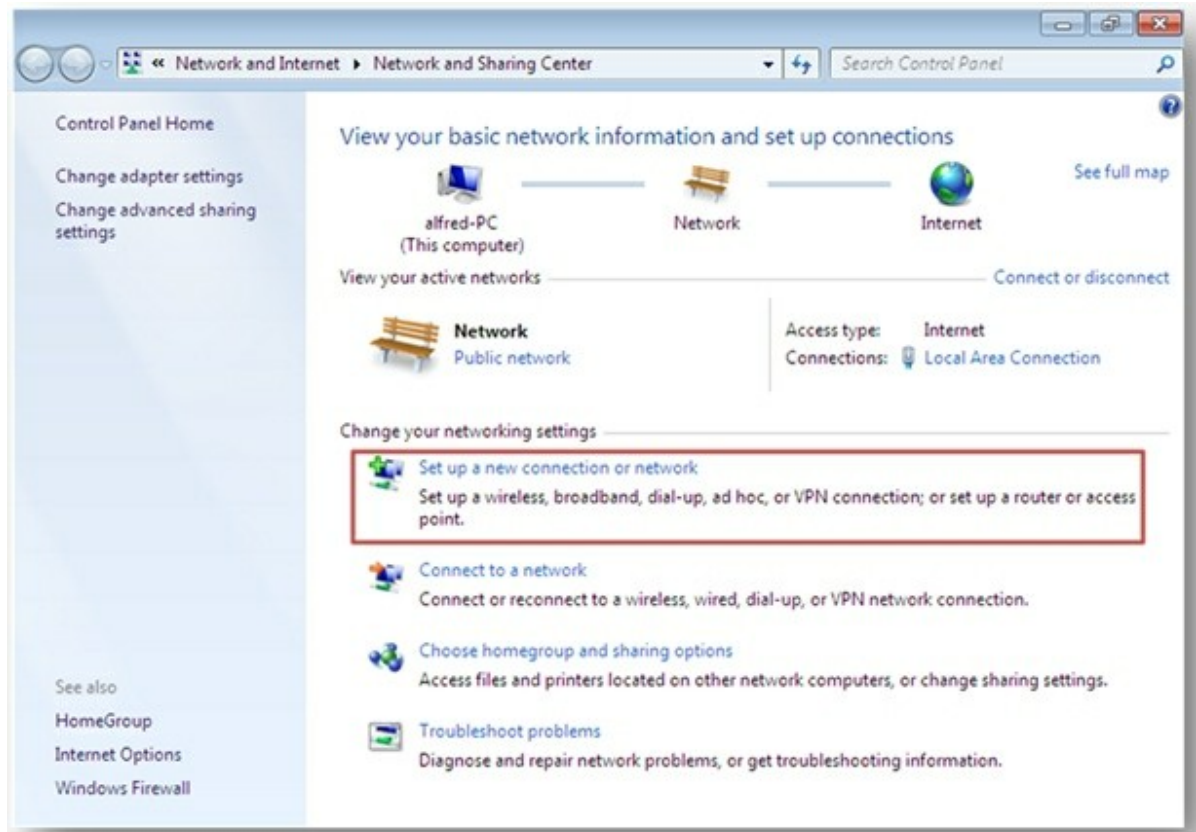 « Network and Internet ▸ Network and Sharing Center
Search Control Panel
Control Panel Home
Change adapter settings
Change advanced sharing
settings
See also
HomeGroup
Internet Options
Windows Firewall
View your basic network information and set up connections
See full map
alfred-PC
(This computer)
Network
Internet
View your active networks
Connect or disconnect
Network
Public network
Access type: Internet
Connections: Local Area Connection
Change your networking settings
Set up a new connection or network
Set up a wireless, broadband, dial-up, ad hoc, or VPN connection; or set up a router or access
point.
Connect to a network
Connect or reconnect to a wireless, wired, dial-up, or VPN network connection.
Choose homegroup and sharing options
Access files and printers located on other network computers, or change sharing settings.
Troubleshoot problems
Diagnose and repair network problems, or get troubleshooting information.